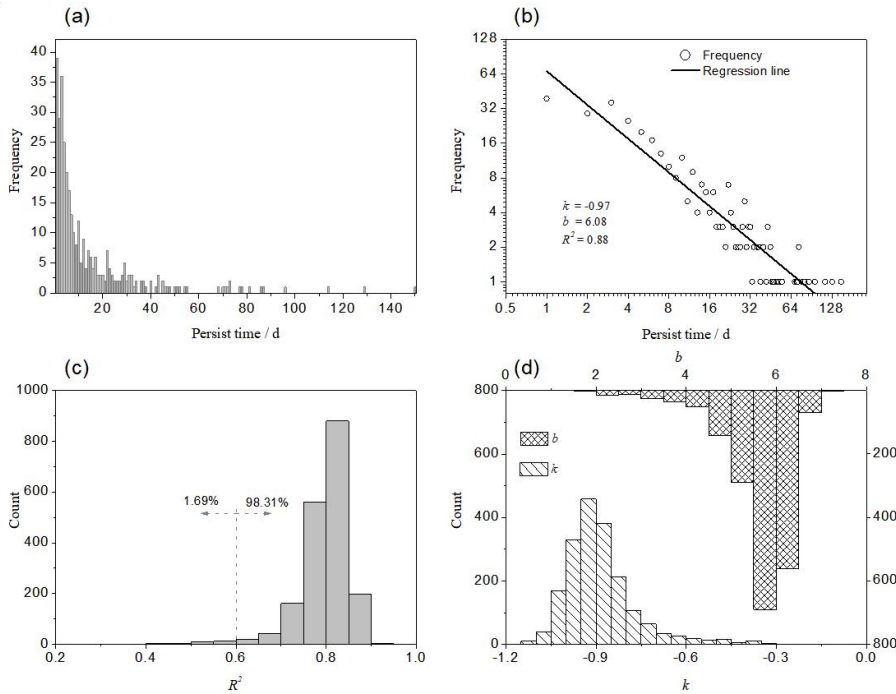 (a)
40
35
30
25
20
15
10
5
0
Frequency
20 40 60 80 100 120 140
Persist time / d
(b)
128
64
32
16
8
4
2
1
Frequency
Frequency
Regression line
k = -0.97
b = 6.08
R² = 0.88
0.5 1 2 4 8 16 32 64 128
Persist time / d
(c)
1000
800
600
400
200
0
Count
1.69% 98.31%
0.2 0.4 0.6 0.8 1.0
R²
(d)
b
0 2 4 6 8
800
600
400
200
0
Count
b
k
200
400
600
800
-1.2 -0.9 -0.6 -0.3 0.0
k